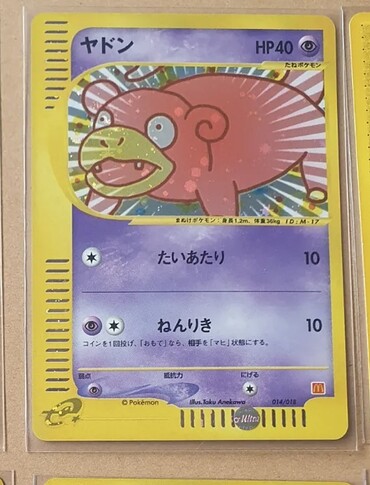 ヤドン HP40
たねポケモン
まぬけポケモン:身長1.2m、体重36kg ID:M-17
たいあたり 10
ねんりき 10
コインを1回投げ、「おもて」なら、相手を「マヒ」状態にする。
弱点 抵抗力 にげる
©Pokémon Illus.Toku Anekawa 014/018